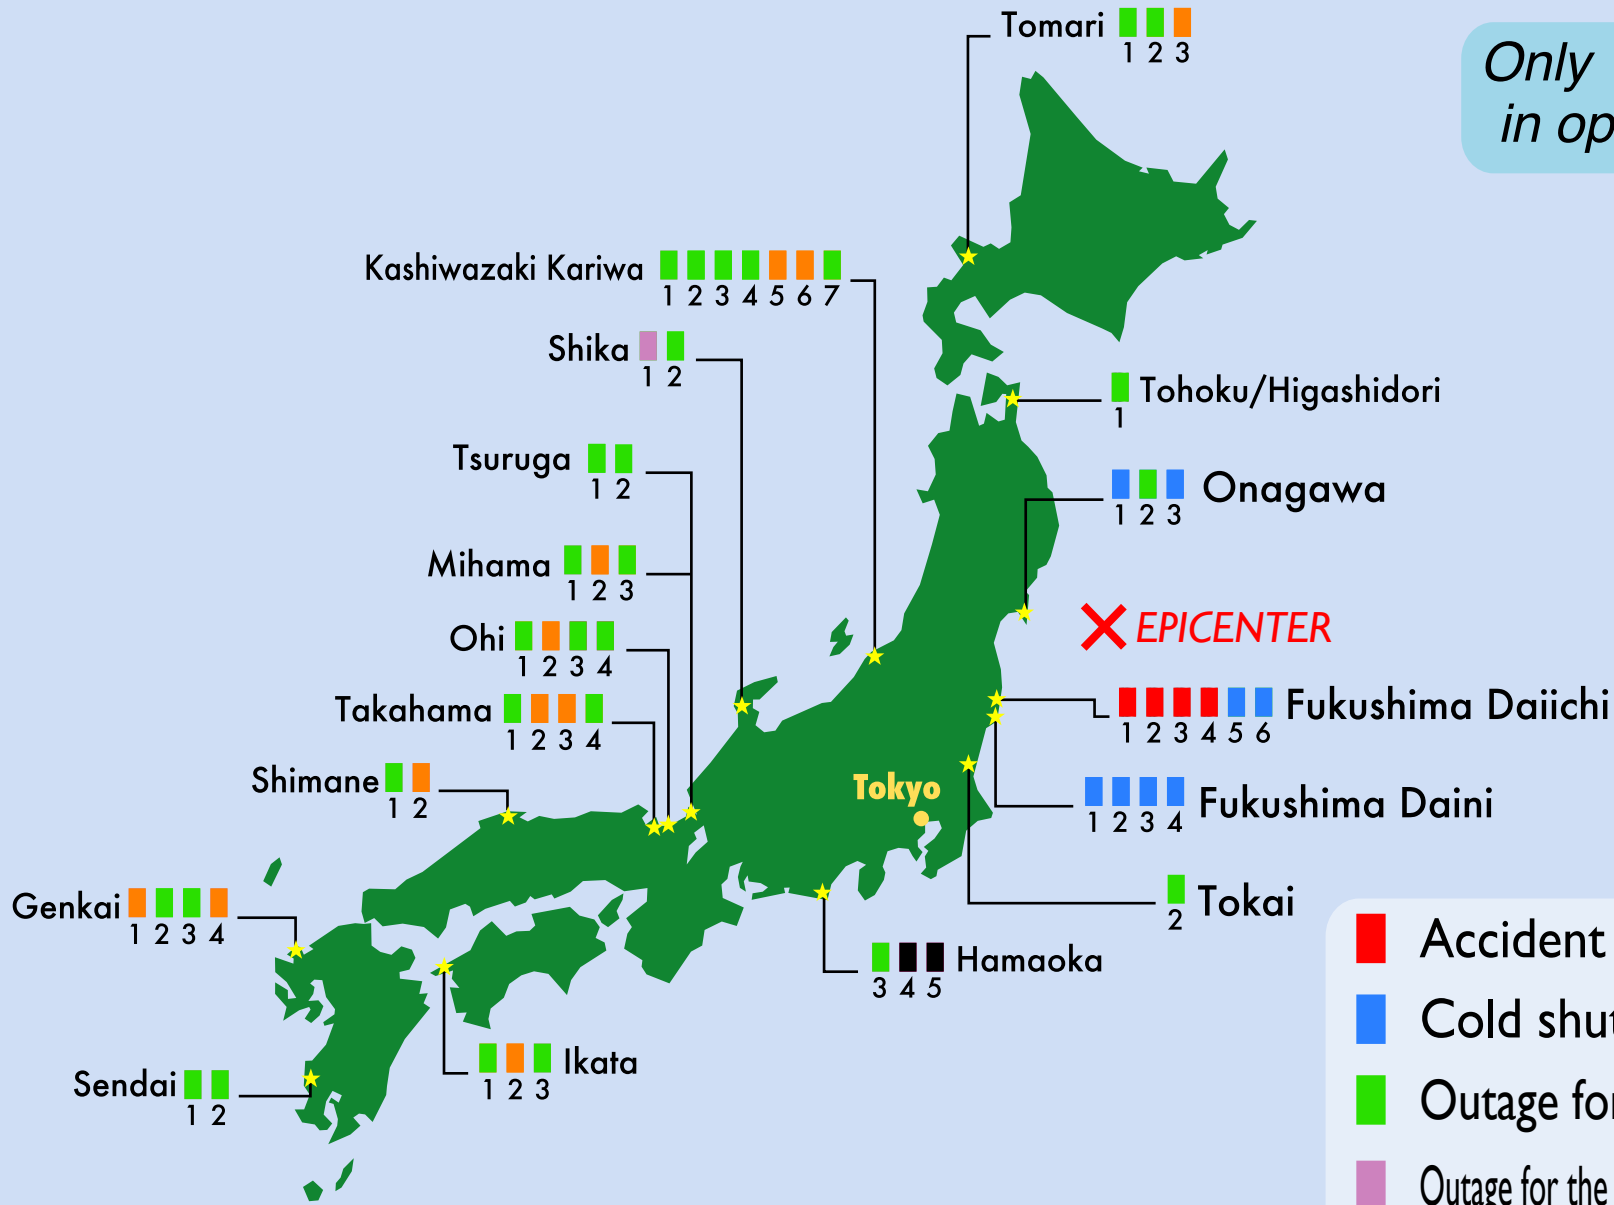 Tomari
1 2 3
Only
in op
Kashiwazaki Kariwa
1 2 3 4 5 6 7
Shika
1 2
Tohoku/Higashidori
1
Tsuruga
1 2
Onagawa
1 2 3
Mihama
1 2 3
Ohi
1 2 3 4
EPICENTER
Takahama
1 2 3 4
Fukushima Daiichi
1 2 3 4 5 6
Shimane
1 2
Tokyo
Fukushima Daini
1 2 3 4
Genkai
1 2 3 4
Tokai
2
Hamaoka
3 4 5
Ikata
1 2 3
Sendai
1 2
Accident
Cold shut
Outage for
Outage for the